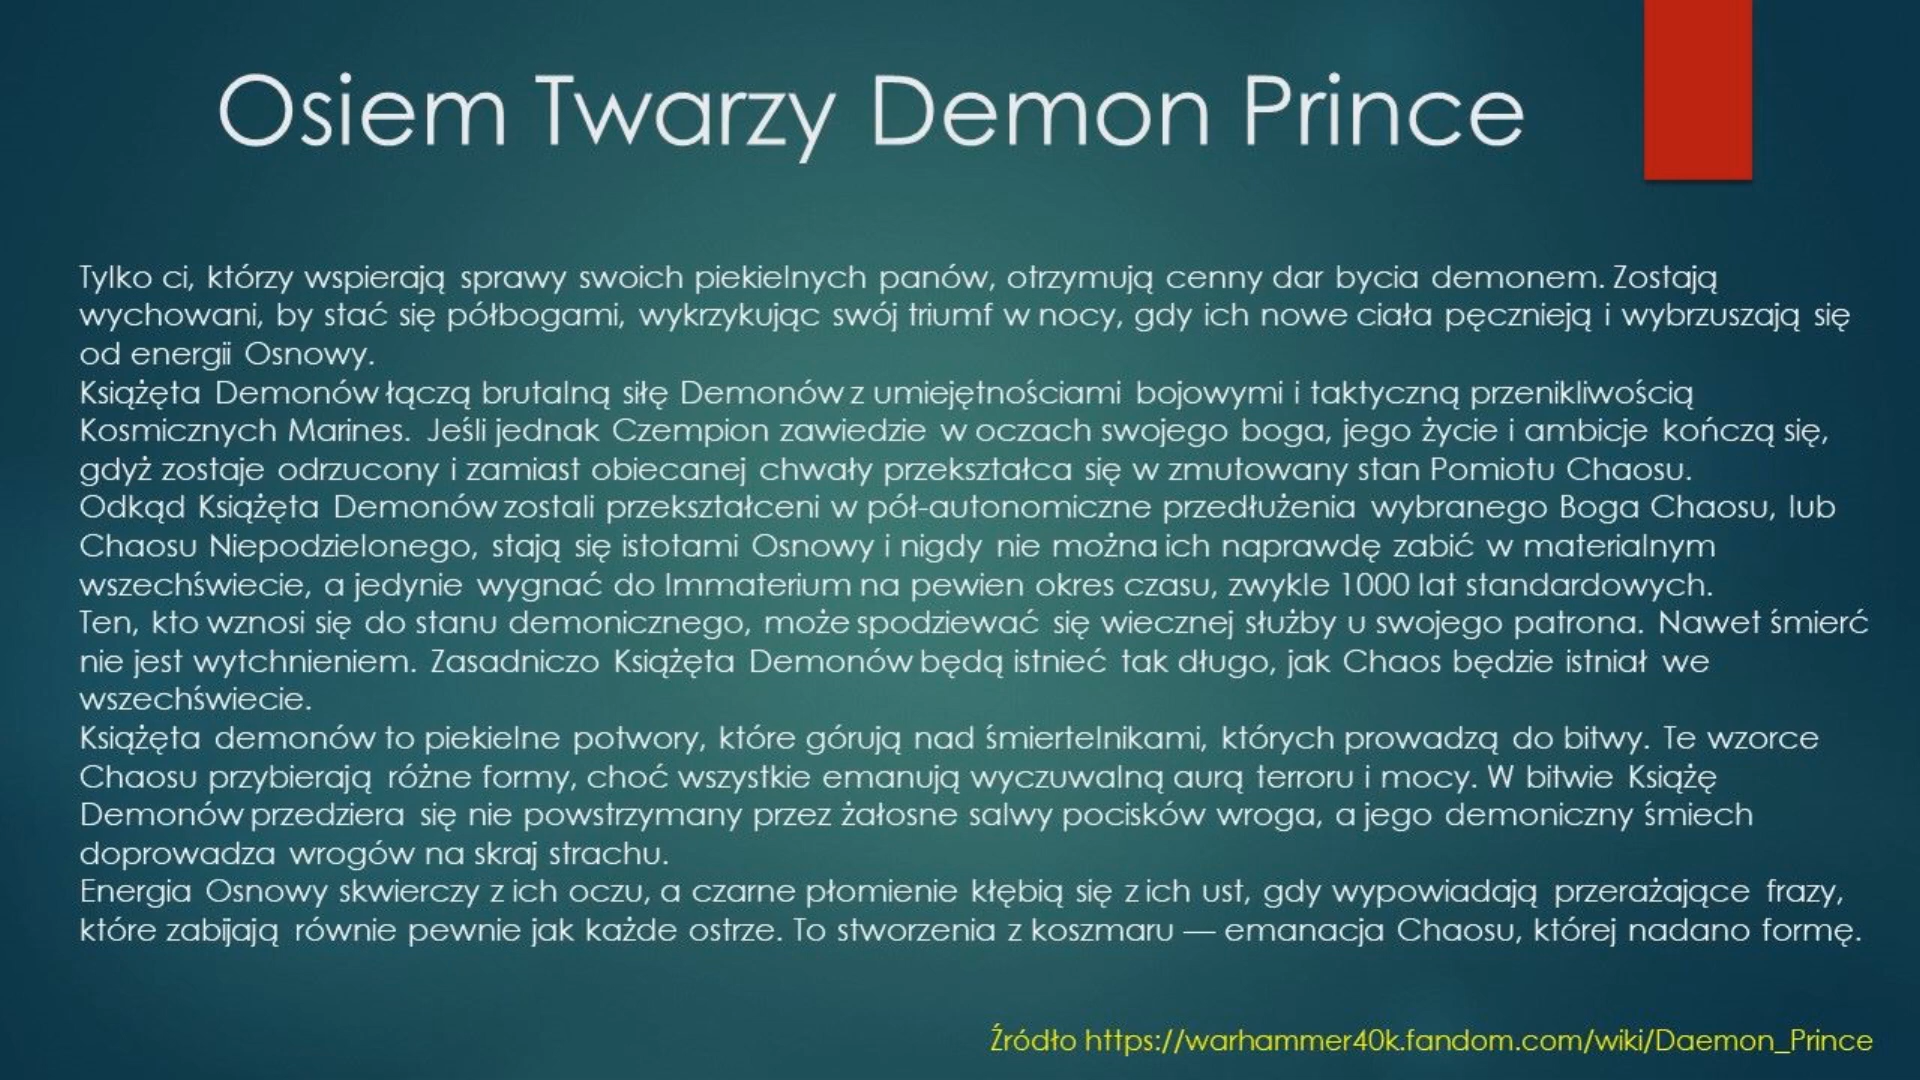 Osiem Twarzy Demon Prince
Tylko ci, którzy wspierają sprawy swoich piekielnych panów, otrzymują cenny dar bycia demonem. Zostają
wychowani, by stać się półbogami, wykrzykując swój triumf w nocy, gdy ich nowe ciała pęcznieją i wybrzuszają się
od energii Osnowy.
Książęta Demonów łączą brutalną siłę Demonów z umiejętnościami bojowymi i taktyczną przenikliwością
Kosmicznych Marines. Jeśli jednak Czempion zawiedzie w oczach swojego boga, jego życie i ambicje kończą się,
gdyż zostaje odrzucony i zamiast obiecanej chwały przekształca się w zmutowany stan Pomiotu Chaosu.
Odkąd Książęta Demonów zostali przekształceni w pół-autonomiczne przedłużenia wybranego Boga Chaosu, lub
Chaosu Niepodzielonego, stają się istotami Osnowy i nigdy nie można ich naprawdę zabić w materialnym
wszechświecie, a jedynie wygnać do Immaterium na pewien okres czasu, zwykle 1000 lat standardowych.
Ten, kto wznosi się do stanu demonicznego, może spodziewać się wiecznej służby u swojego patrona. Nawet śmierć
nie jest wytchnieniem. Zasadniczo Książęta Demonów będą istnieć tak długo, jak Chaos będzie istniał we
wszechświecie.
Książęta demonów to piekielne potwory, które górują nad śmiertelnikami, których prowadzą do bitwy. Te wzorce
Chaosu przybierają różne formy, choć wszystkie emanują wyczuwalną aurą terroru i mocy. W bitwie Książę
Demonów przedziera się nie powstrzymany przez żałosne salwy pocisków wroga, a jego demoniczny śmiech
doprowadza wrogów na skraj strachu.
Energia Osnowy skwierczy z ich oczu, a czarne płomienie kłębią się z ich ust, gdy wypowiadają przerażające frazy,
które zabijają równie pewnie jak każde ostrze. To stworzenia z koszmaru — emanacja Chaosu, której nadano formę.
Źródło https://warhammer40k.fandom.com/wiki/Daemon_Prince